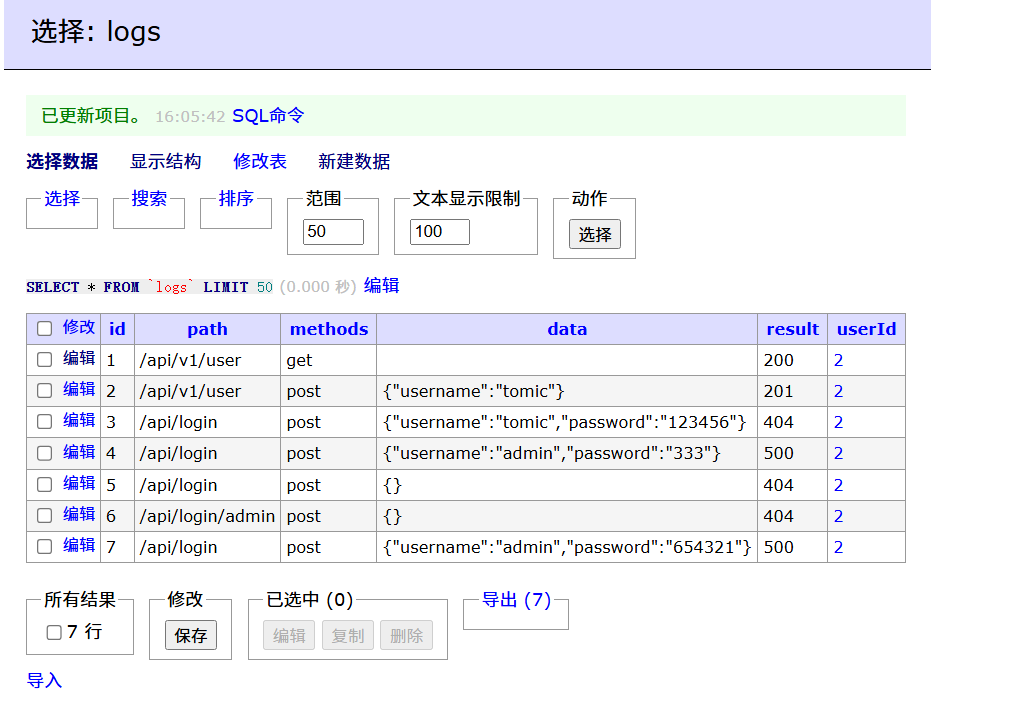 选择: logs
已更新项目。 16:05:42 SQL命令
选择数据 显示结构 修改表 新建数据
选择 搜索 排序 范围 文本显示限制 动作
50 100 选择
SELECT * FROM `logs` LIMIT 50 (0.000 秒) 编辑
修改 id path methods data result userId
编辑 1 /api/v1/user get 200 2
编辑 2 /api/v1/user post {"username":"tomic"} 201 2
编辑 3 /api/login post {"username":"tomic","password":"123456"} 404 2
编辑 4 /api/login post {"username":"admin","password":"333"} 500 2
编辑 5 /api/login post {} 404 2
编辑 6 /api/login/admin post {} 404 2
编辑 7 /api/login post {"username":"admin","password":"654321"} 500 2
所有结果 修改 已选中 (0) 导出 (7)
7 行 保存 编辑 复制 删除
导入